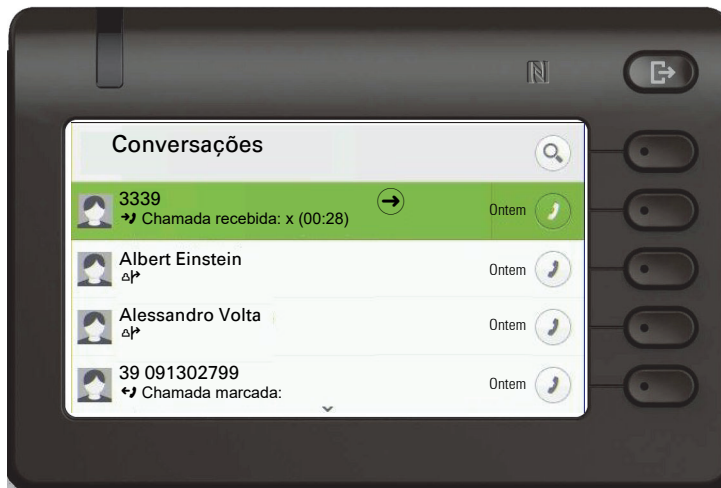 Conversações
3339
Ontem
Chamada recebida: x (00:28)
Albert Einstein
Ontem
Alessandro Volta
Ontem
39 091302799
Ontem
Chamada marcada: